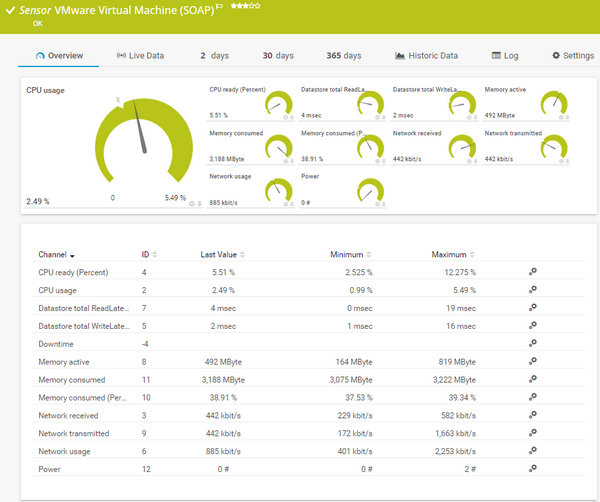 Sensor VMware Virtual Machine (SOAP)
OK
Overview Live Data 2 days 30 days 365 days Historic Data Log Settings
CPU usage
2.49 % 0 5.49 %
CPU ready (Percent) Datastore total ReadLa... Datastore total WriteLa... Memory active
5.51 % 4 msec 2 msec 492 MByte
Memory consumed Memory consumed (P... Network received Network transmitted
3,188 MByte 38.91 % 442 kbit/s 442 kbit/s
Network usage Power
885 kbit/s 0 #
Channel ID Last Value Minimum Maximum
CPU ready (Percent) 4 5.51 % 2.525 % 12.275 %
CPU usage 2 2.49 % 0.99 % 5.49 %
Datastore total ReadLate... 7 4 msec 0 msec 19 msec
Datastore total WriteLate... 5 2 msec 1 msec 16 msec
Downtime -4
Memory active 8 492 MByte 164 MByte 819 MByte
Memory consumed 11 3,188 MByte 3,075 MByte 3,222 MByte
Memory consumed (Per... 10 38.91 % 37.53 % 39.34 %
Network received 3 442 kbit/s 229 kbit/s 582 kbit/s
Network transmitted 9 442 kbit/s 172 kbit/s 1,663 kbit/s
Network usage 6 885 kbit/s 401 kbit/s 2,253 kbit/s
Power 12 0 # 0 # 2 #